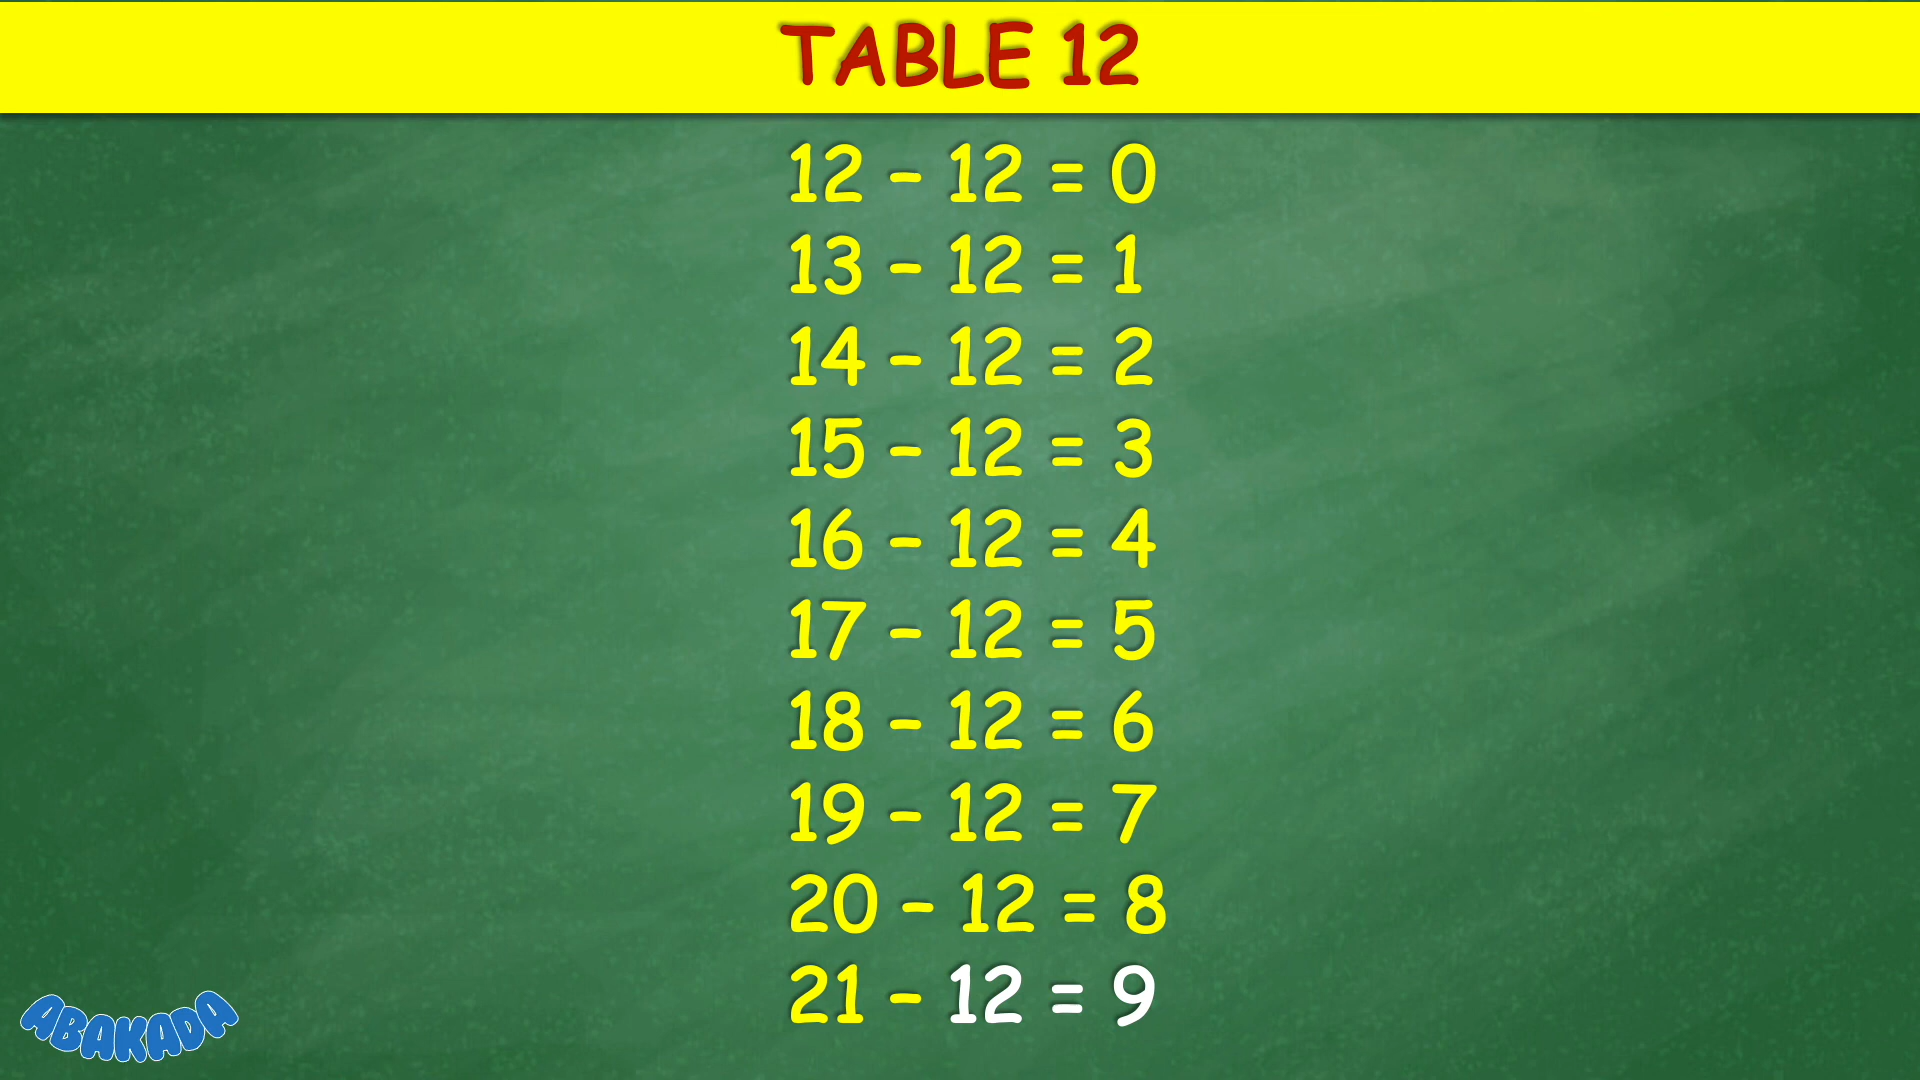 TABLE 12
12 - 12 = 0
13 - 12 = 1
14 - 12 = 2
15 - 12 = 3
16 - 12 = 4
17 - 12 = 5
18 - 12 = 6
19 - 12 = 7
20 - 12 = 8
21 - 12 = 9
ABAKADA